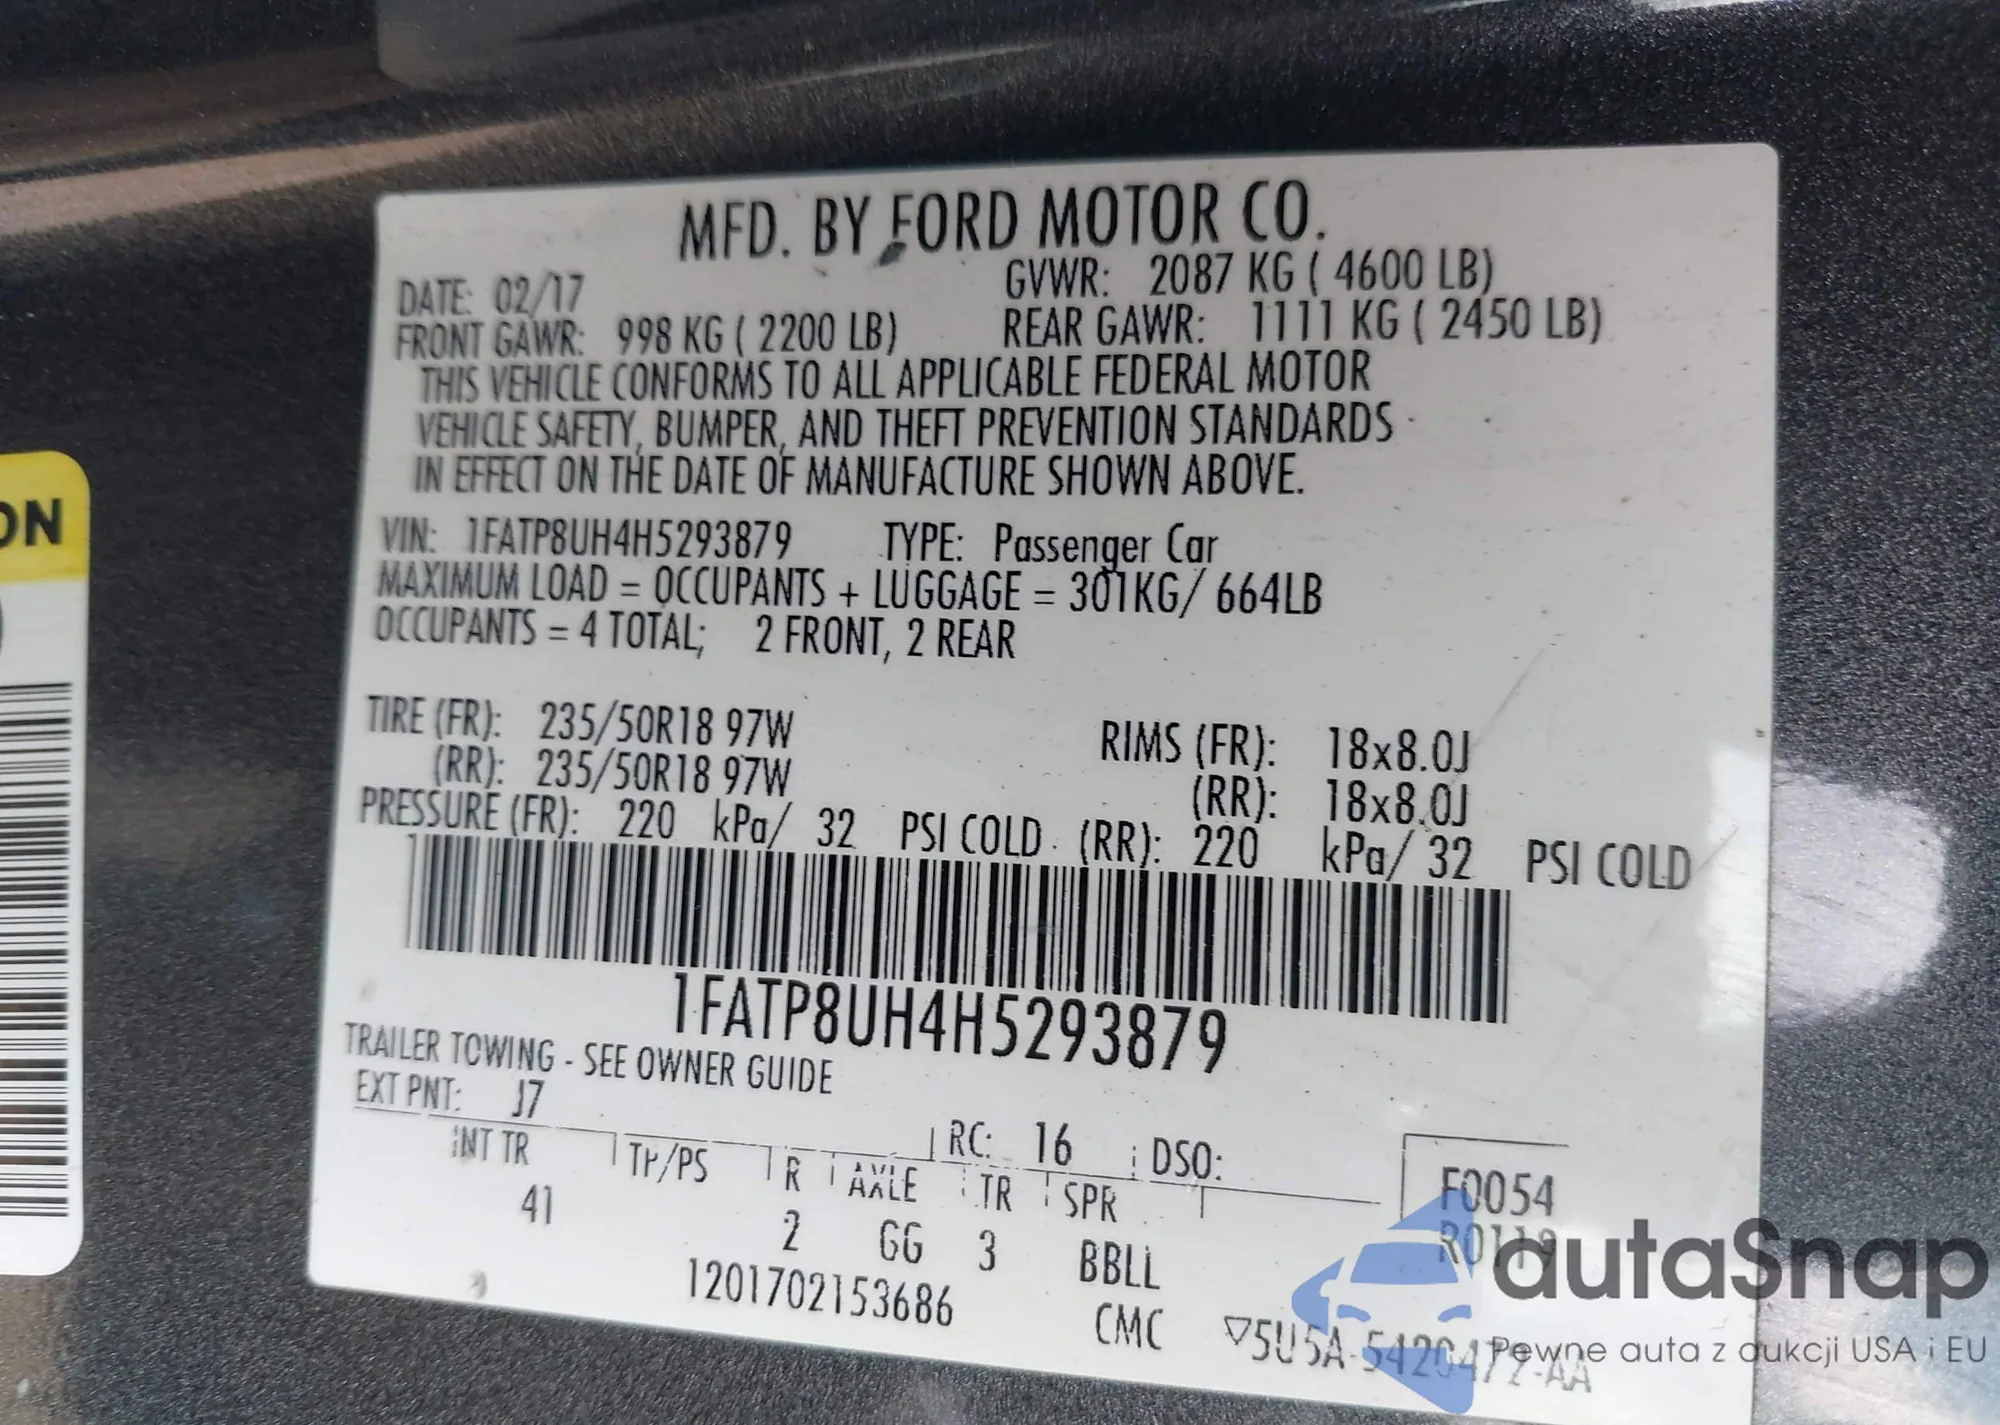 MFD. BY FORD MOTOR CO.
DATE: 02/17 GVWR: 2087 KG ( 4600 LB)
FRONT GAWR: 998 KG ( 2200 LB) REAR GAWR: 1111 KG ( 2450 LB)
THIS VEHICLE CONFORMS TO ALL APPLICABLE FEDERAL MOTOR
VEHICLE SAFETY, BUMPER, AND THEFT PREVENTION STANDARDS
IN EFFECT ON THE DATE OF MANUFACTURE SHOWN ABOVE.
VIN: 1FATP8UH4H5293879 TYPE: Passenger Car
MAXIMUM LOAD = OCCUPANTS + LUGGAGE = 301KG/ 664LB
OCCUPANTS = 4 TOTAL; 2 FRONT, 2 REAR
TIRE (FR): 235/50R18 97W RIMS (FR): 18x8.0J
(RR): 235/50R18 97W (RR): 18x8.0J
PRESSURE (FR): 220 kPa/ 32 PSI COLD (RR): 220 kPa/ 32 PSI COLD
1FATP8UH4H5293879
TRAILER TOWING - SEE OWNER GUIDE
EXT PNT: J7 RC: 16 DSO:
INT TR TP/PS R AXLE TR SPR
41 2 GG 3 BBLL
F0054
R0119
1201702153686 CMC ▽5U5A-5420472-AA
ON
autaSnap
Pewne auta z aukcji USA i EU